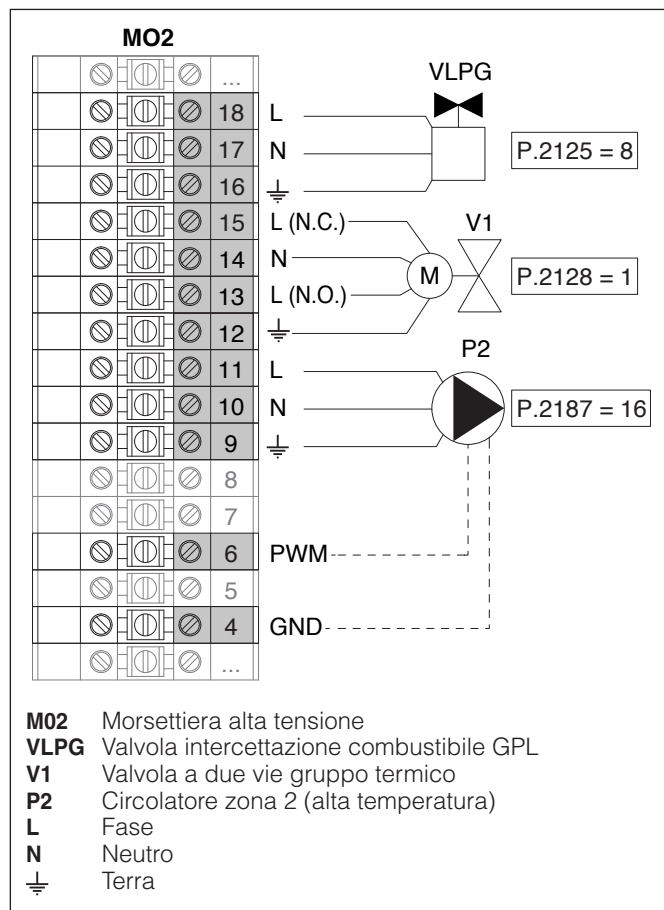 MO2
...
18 L
17 N
16
15 L (N.C.)
14 N
13 L (N.O.)
12
11 L
10 N
9
8
7
6 PWM
5
4 GND
...
VLPG
P.2125 = 8
V1
M
P.2128 = 1
P2
P.2187 = 16
M02 Morsettiera alta tensione
VLPG Valvola intercettazione combustibile GPL
V1 Valvola a due vie gruppo termico
P2 Circolatore zona 2 (alta temperatura)
L Fase
N Neutro
⏚ Terra